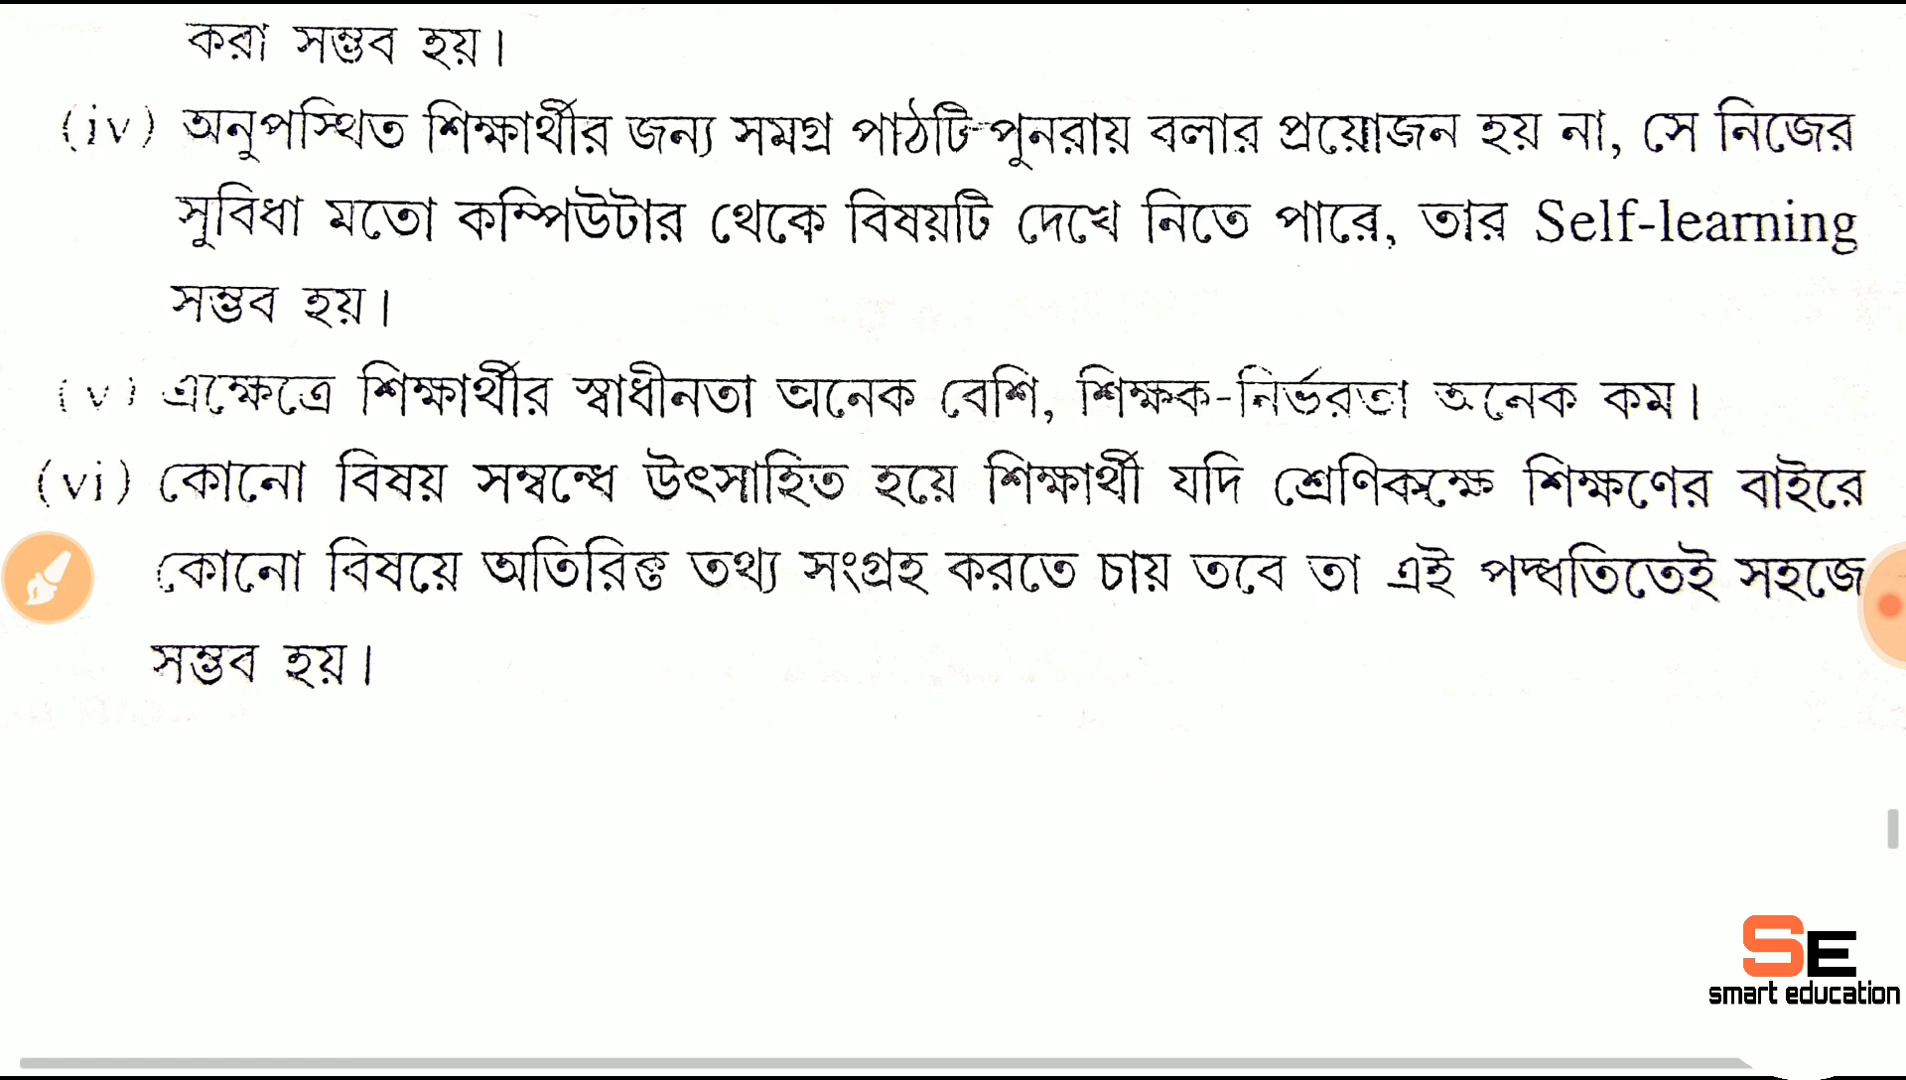 করা সম্ভব হয়।
(iv) অনুপস্থিত শিক্ষার্থীর জন্য সমগ্র পাঠটি পুনরায় বলার প্রয়োজন হয় না, সে নিজের
সুবিধা মতো কম্পিউটার থেকে বিষয়টি দেখে নিতে পারে, তার Self-learning
সম্ভব হয়।
(v) এক্ষেত্রে শিক্ষার্থীর স্বাধীনতা অনেক বেশি, শিক্ষক-নির্ভরতা অনেক কম।
(vi) কোনো বিষয় সম্বন্ধে উৎসাহিত হয়ে শিক্ষার্থী যদি শ্রেণিকক্ষে শিক্ষণের বাইরে
কোনো বিষয়ে অতিরিক্ত তথ্য সংগ্রহ করতে চায় তবে তা এই পদ্ধতিতেই সহজে
সম্ভব হয়।
SE
smart education